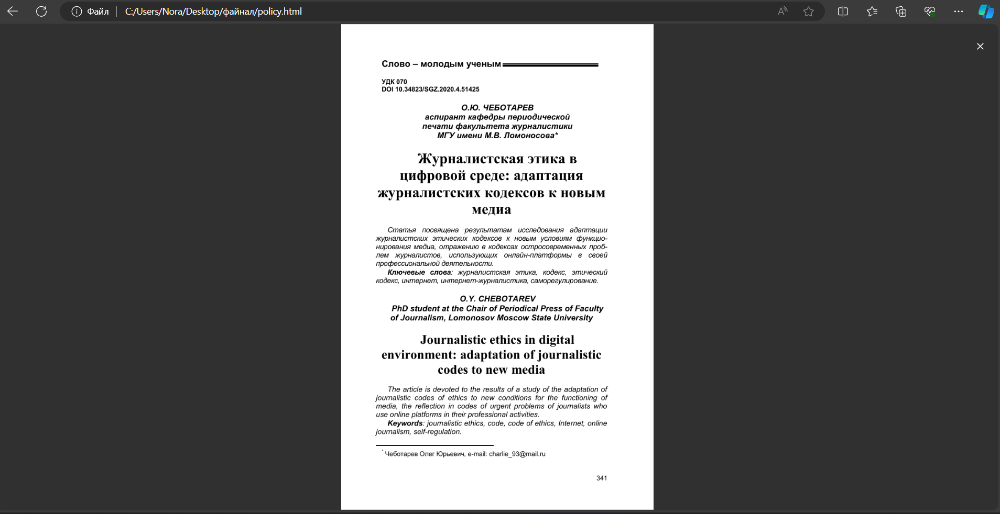 Файл C:/Users/Nora/Desktop/файнал/policy.html
Слово – молодым ученым
УДК 070
DOI 10.34823/SGZ.2020.4.51425
О.Ю. ЧЕБОТАРЕВ
аспирант кафедры периодической
печати факультета журналистики
МГУ имени М.В. Ломоносова*
Журналистская этика в
цифровой среде: адаптация
журналистских кодексов к новым
медиа
Статья посвящена результатам исследования адаптации
журналистских этических кодексов к новым условиям функцио-
нирования медиа, отражению в кодексах остросовременных проб-
лем журналистов, использующих онлайн-платформы в своей
профессиональной деятельности.
Ключевые слова: журналистская этика, кодекс, этический
кодекс, интернет, интернет-журналистика, саморегулирование.
O.Y. CHEBOTAREV
PhD student at the Chair of Periodical Press of Faculty
of Journalism, Lomonosov Moscow State University
Journalistic ethics in digital
environment: adaptation of journalistic
codes to new media
The article is devoted to the results of a study of the adaptation of
journalistic codes of ethics to new conditions for the functioning of
media, the reflection in codes of urgent problems of journalists who
use online platforms in their professional activities.
Keywords: journalistic ethics, code, code of ethics, Internet, online
journalism, self-regulation.
* Чеботарев Олег Юрьевич, e-mail: charlie_93@mail.ru
341